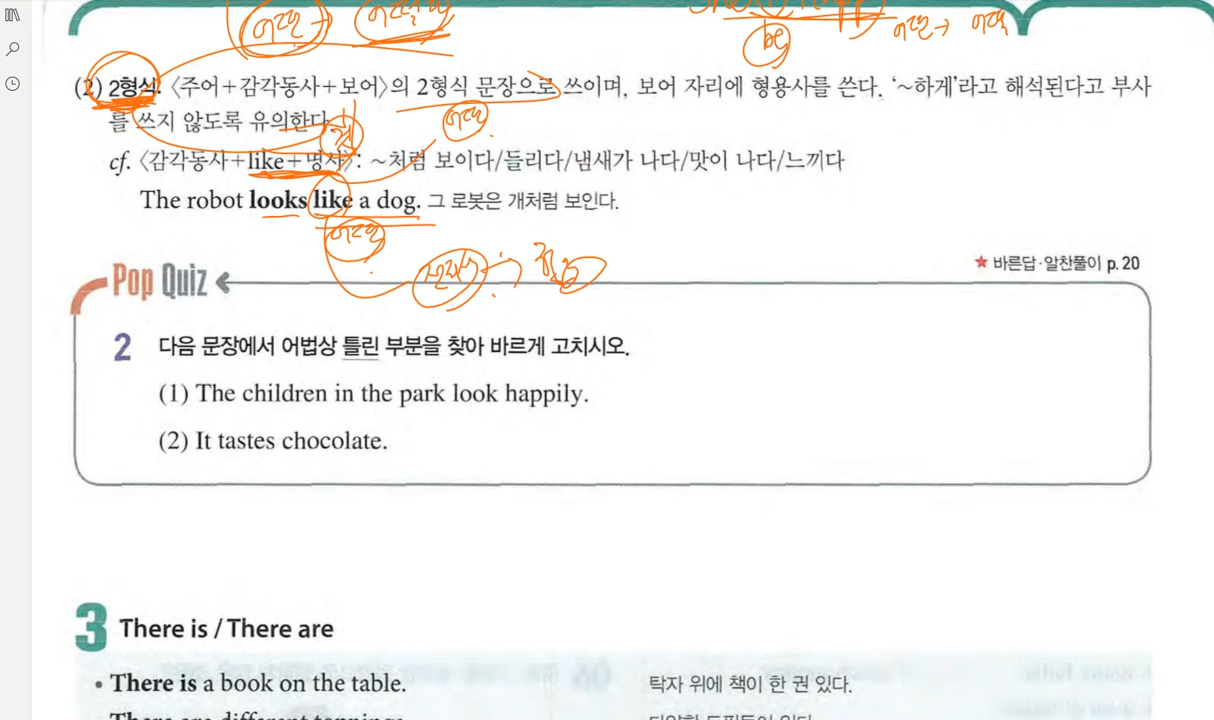 어떤
be
(2) 2형식. 〈주어+감각동사+보어〉의 2형식 문장으로 쓰이며, 보어 자리에 형용사를 쓴다. ‘~하게’라고 해석된다고 부사
를 쓰지 않도록 유의한다.
cf. 〈감각동사+like+명사〉: ~처럼 보이다/들리다/냄새가 나다/맛이 나다/느끼다
The robot looks like a dog. 그 로봇은 개처럼 보인다.
Pop Quiz
★ 바른답·알찬풀이 p. 20
2 다음 문장에서 어법상 틀린 부분을 찾아 바르게 고치시오.
(1) The children in the park look happily.
(2) It tastes chocolate.
3 There is / There are
• There is a book on the table. 탁자 위에 책이 한 권 있다.